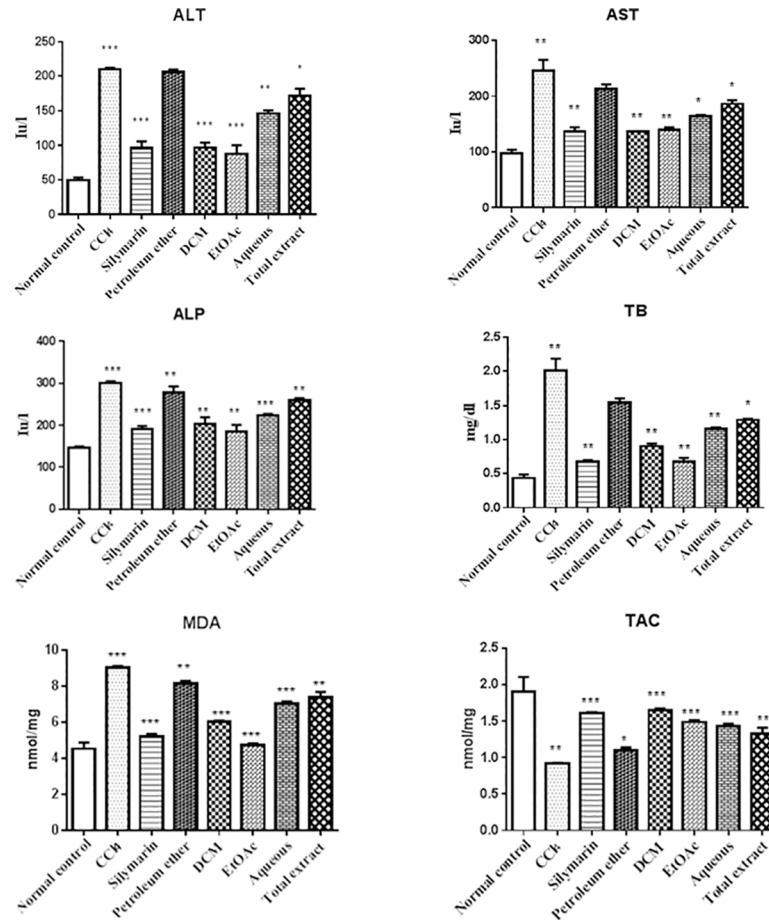 ALT
250
200
150
100
50
0
Iu/l
***
***
***
***
**
*
Normal control
CCl₄
Silymarin
Petroleum ether
DCM
EtOAc
Aqueous
Total extract
AST
300
200
100
0
Iu/l
**
**
**
**
*
*
Normal control
CCl₄
Silymarin
Petroleum ether
DCM
EtOAc
Aqueous
Total extract
ALP
400
300
200
100
0
Iu/l
***
***
**
**
**
***
**
Normal control
CCl₄
Silymarin
Petroleum ether
DCM
EtOAc
Aqueous
Total extract
TB
2.5
2.0
1.5
1.0
0.5
0.0
mg/dl
**
**
**
**
**
*
Normal control
CCl₄
Silymarin
Petroleum ether
DCM
EtOAc
Aqueous
Total extract
MDA
10
8
6
4
2
0
nmol/mg
***
***
**
***
***
***
**
Normal control
CCl₄
Silymarin
Petroleum ether
DCM
EtOAc
Aqueous
Total extract
TAC
2.5
2.0
1.5
1.0
0.5
0.0
nmol/mg
**
***
*
***
***
***
**
Normal control
CCl₄
Silymarin
Petroleum ether
DCM
EtOAc
Aqueous
Total extract